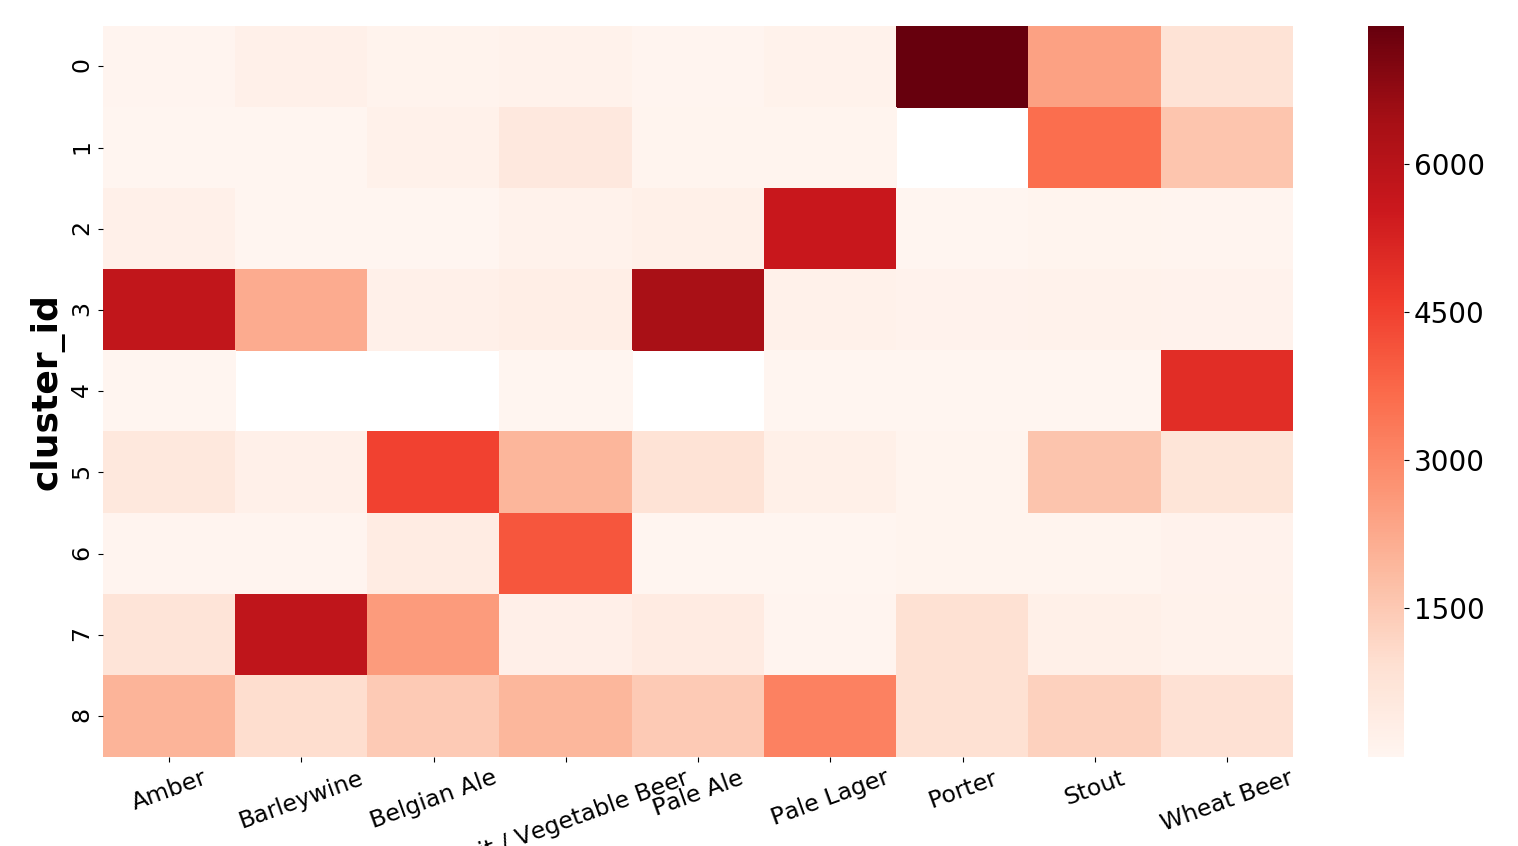 cluster_id
0
1
2
3
4
5
6
7
8
Amber
Barleywine
Belgian Ale
/ Vegetable Beer
Pale Ale
Pale Lager
Porter
Stout
Wheat Beer
6000
4500
3000
1500